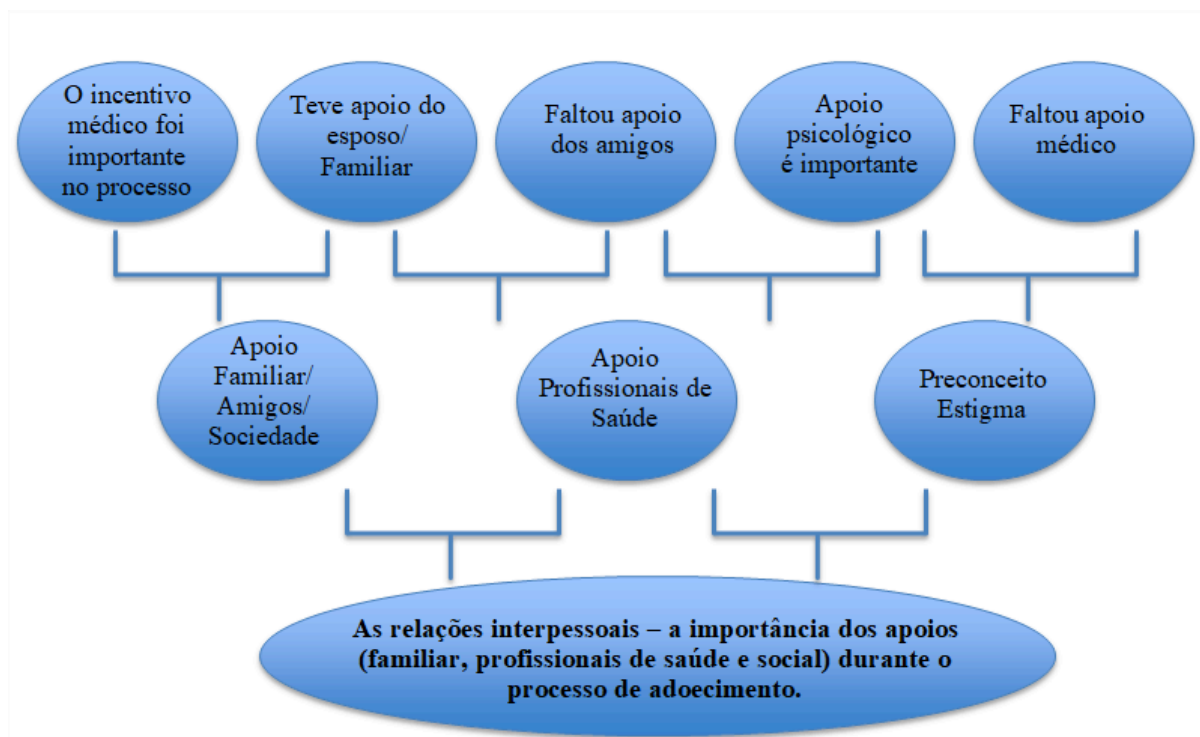 O incentivo
médico foi
importante
no processo
Teve apoio do
esposo/
Familiar
Faltou apoio
dos amigos
Apoio
psicológico
é importante
Faltou apoio
médico
Apoio
Familiar/
Amigos/
Sociedade
Apoio
Profissionais de
Saúde
Preconceito
Estigma
As relações interpessoais – a importância dos apoios
(familiar, profissionais de saúde e social) durante o
processo de adoecimento.